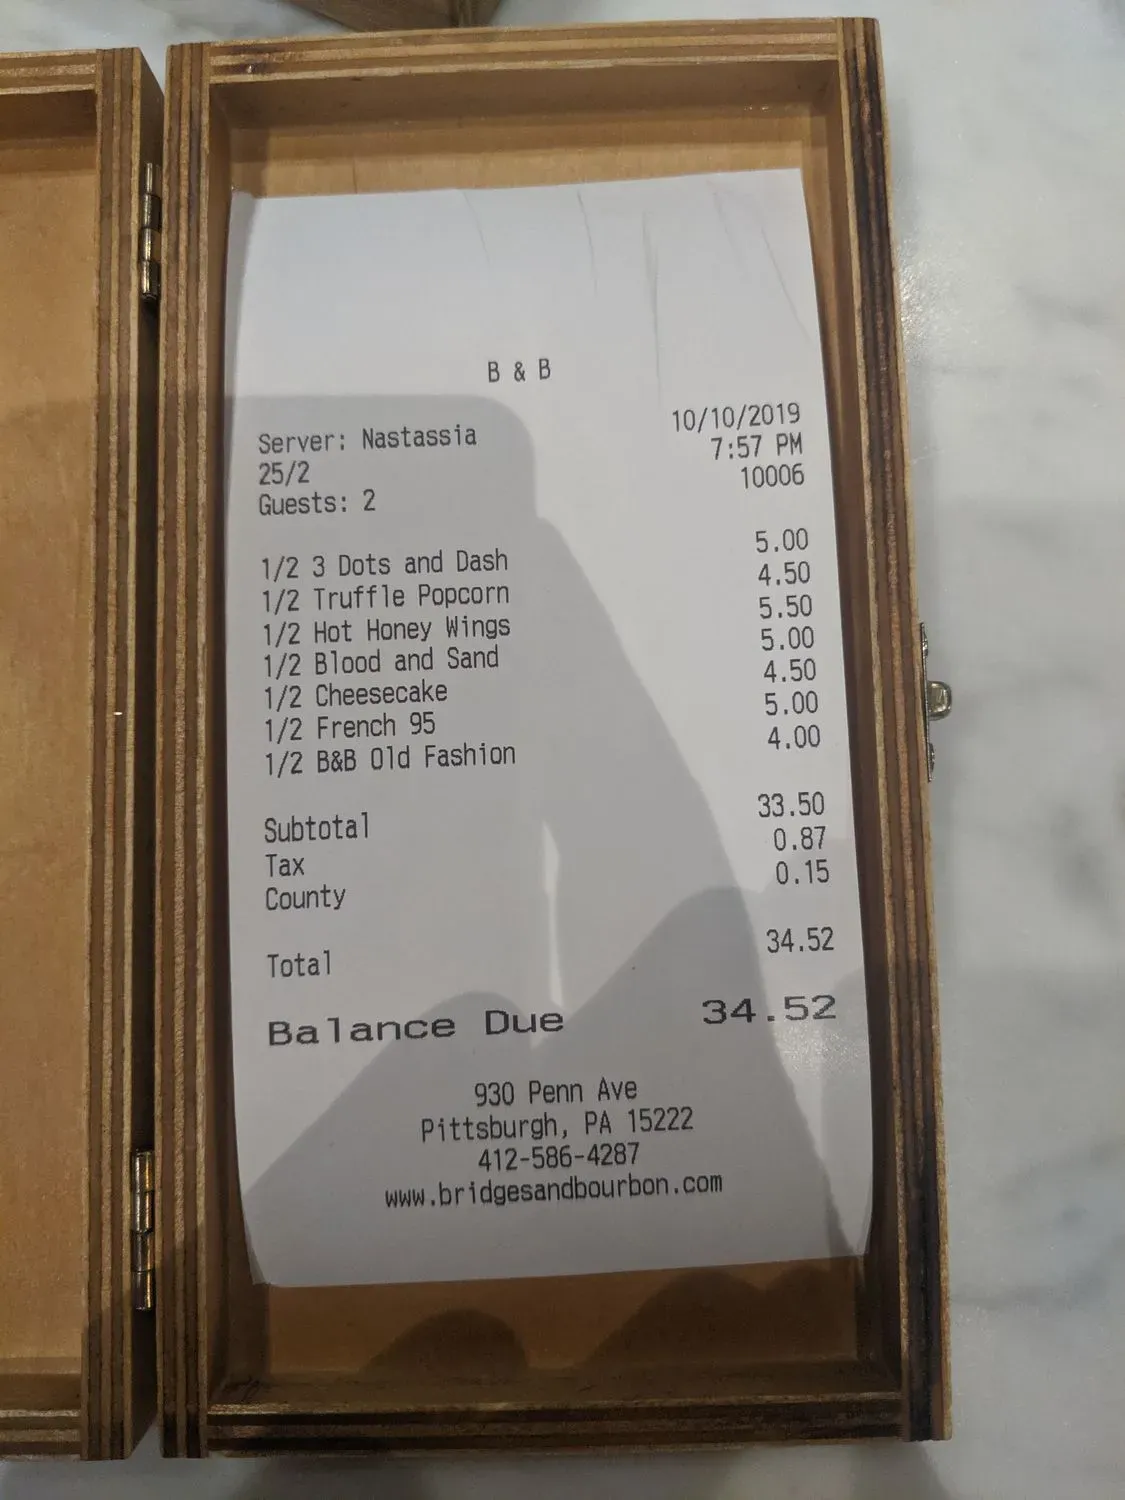 B & B
Server: Nastassia 10/10/2019
25/2 7:57 PM
Guests: 2 10006
1/2 3 Dots and Dash 5.00
1/2 Truffle Popcorn 4.50
1/2 Hot Honey Wings 5.50
1/2 Blood and Sand 5.00
1/2 Cheesecake 4.50
1/2 French 95 5.00
1/2 B&B Old Fashion 4.00
Subtotal 33.50
Tax 0.87
County 0.15
Total 34.52
Balance Due 34.52
930 Penn Ave
Pittsburgh, PA 15222
412-586-4287
www.bridgesandbourbon.com